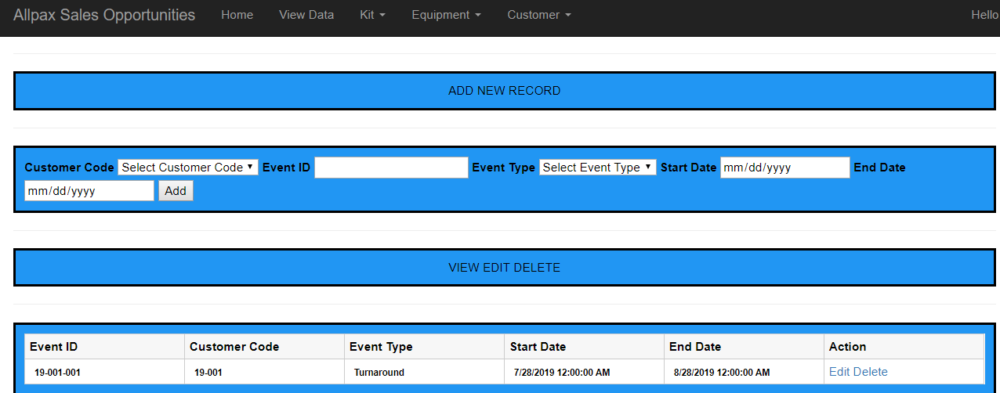 Allpax Sales Opportunities Home View Data Kit Equipment Customer Hello
ADD NEW RECORD
Customer Code Select Customer Code Event ID Event Type Select Event Type Start Date mm/dd/yyyy End Date
mm/dd/yyyy Add
VIEW EDIT DELETE
Event ID Customer Code Event Type Start Date End Date Action
19-001-001 19-001 Turnaround 7/28/2019 12:00:00 AM 8/28/2019 12:00:00 AM Edit Delete